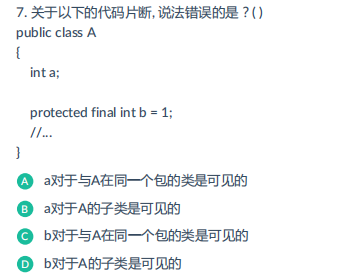 7. 关于以下的代码片断, 说法错误的是 ? ( )
public class A
{
int a;
protected final int b = 1;
//...
}
A a对于与A在同一个包的类是可见的
B a对于A的子类是可见的
C b对于与A在同一个包的类是可见的
D b对于A的子类是可见的